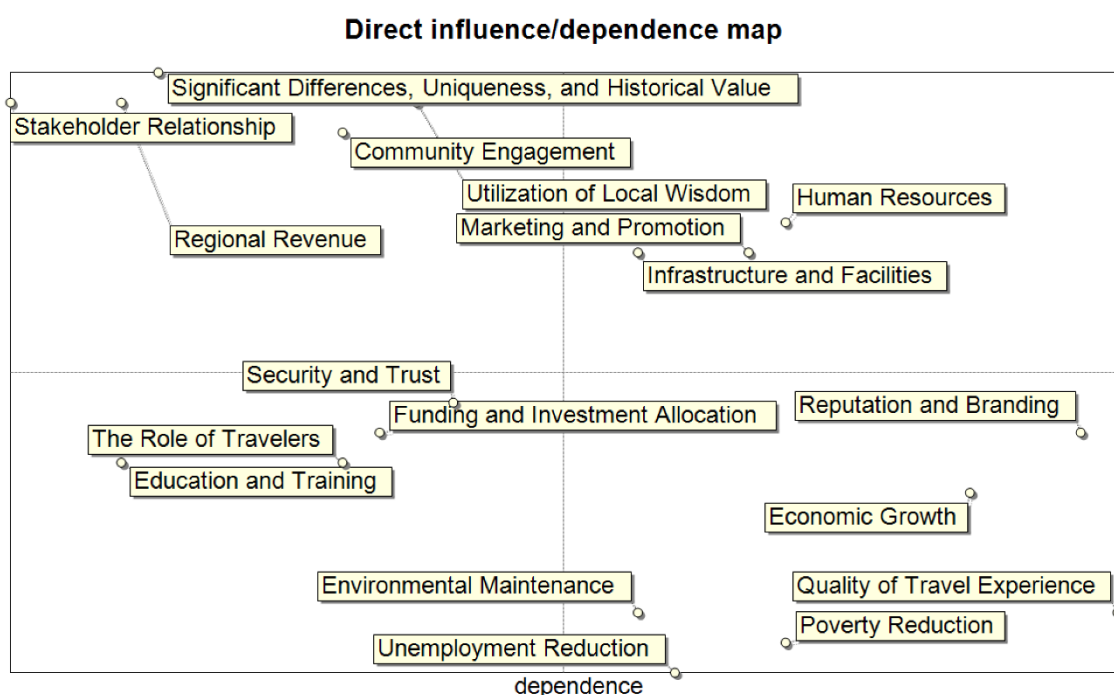 Direct influence/dependence map
Significant Differences, Uniqueness, and Historical Value
Stakeholder Relationship
Community Engagement
Utilization of Local Wisdom
Human Resources
Marketing and Promotion
Regional Revenue
Infrastructure and Facilities
Security and Trust
Funding and Investment Allocation
Reputation and Branding
The Role of Travelers
Education and Training
Economic Growth
Environmental Maintenance
Quality of Travel Experience
Poverty Reduction
Unemployment Reduction
dependence